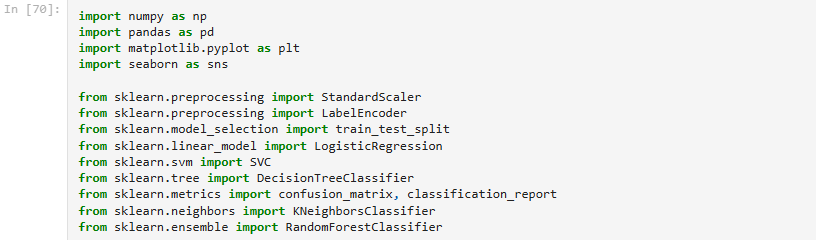 In [70]:
import numpy as np
import pandas as pd
import matplotlib.pyplot as plt
import seaborn as sns
from sklearn.preprocessing import StandardScaler
from sklearn.preprocessing import LabelEncoder
from sklearn.model_selection import train_test_split
from sklearn.linear_model import LogisticRegression
from sklearn.svm import SVC
from sklearn.tree import DecisionTreeClassifier
from sklearn.metrics import confusion_matrix, classification_report
from sklearn.neighbors import KNeighborsClassifier
from sklearn.ensemble import RandomForestClassifier